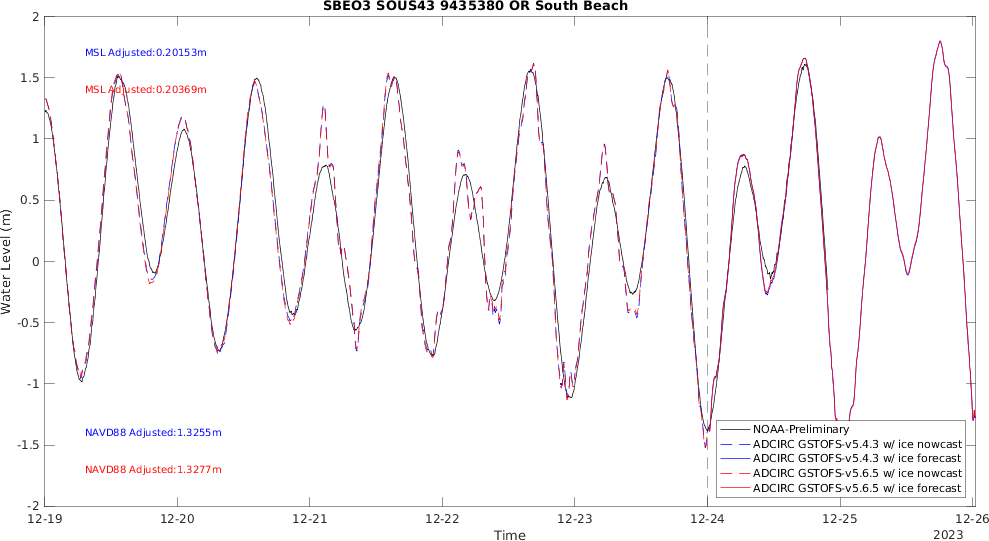 SBEO3 SOUS43 9435380 OR South Beach
2
1.5
1
0.5
0
-0.5
-1
-1.5
-2
Water Level (m)
MSL Adjusted:0.20153m
MSL Adjusted:0.20369m
NAVD88 Adjusted:1.3255m
NAVD88 Adjusted:1.3277m
NOAA-Preliminary
ADCIRC GSTOFS-v5.4.3 w/ ice nowcast
ADCIRC GSTOFS-v5.4.3 w/ ice forecast
ADCIRC GSTOFS-v5.6.5 w/ ice nowcast
ADCIRC GSTOFS-v5.6.5 w/ ice forecast
12-19 12-20 12-21 12-22 12-23 12-24 12-25 12-26
Time
2023